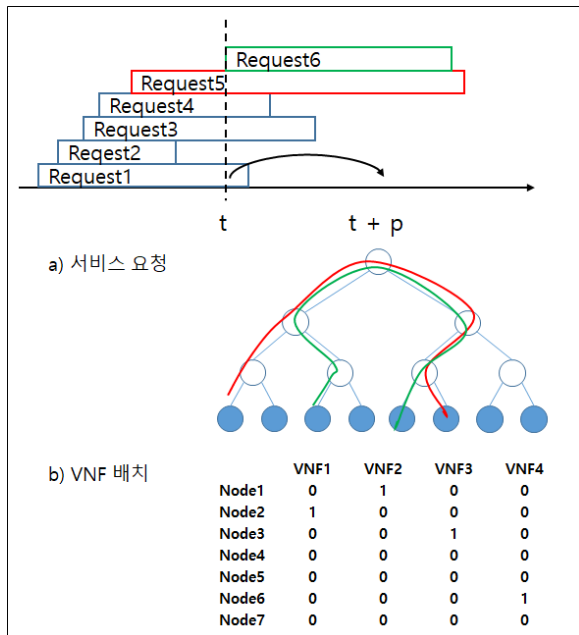 Request6
Request5
Request4
Request3
Reqest2
Request1
t
t + p
a) 서비스 요청
b) VNF 배치
VNF1 VNF2 VNF3 VNF4
Node1 0 1 0 0
Node2 1 0 0 0
Node3 0 0 1 0
Node4 0 0 0 0
Node5 0 0 0 0
Node6 0 0 0 1
Node7 0 0 0 0